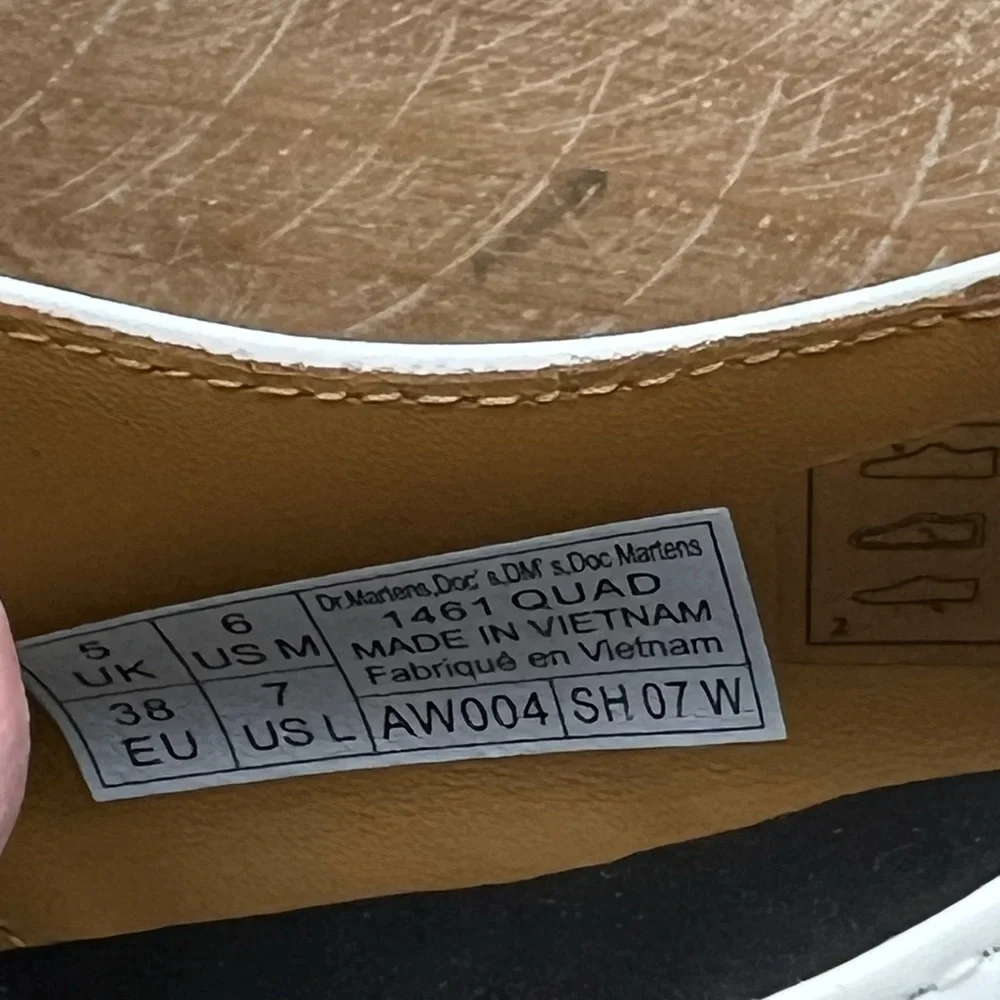 5
UK
6
US M
38
EU
7
US L
Dr.Martens,Doc' s,DM' s,Doc Martens
1461 QUAD
MADE IN VIETNAM
Fabriqué en Vietnam
AW004
SH 07 W
2